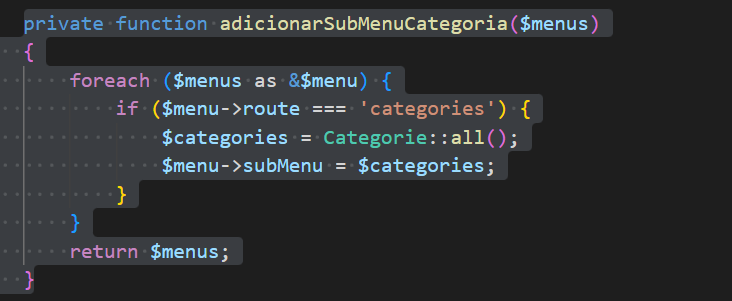 private function adicionarSubMenuCategoria($menus)
{
foreach ($menus as &$menu) {
if ($menu->route === 'categories') {
$categories = Categorie::all();
$menu->subMenu = $categories;
}
}
return $menus;
}